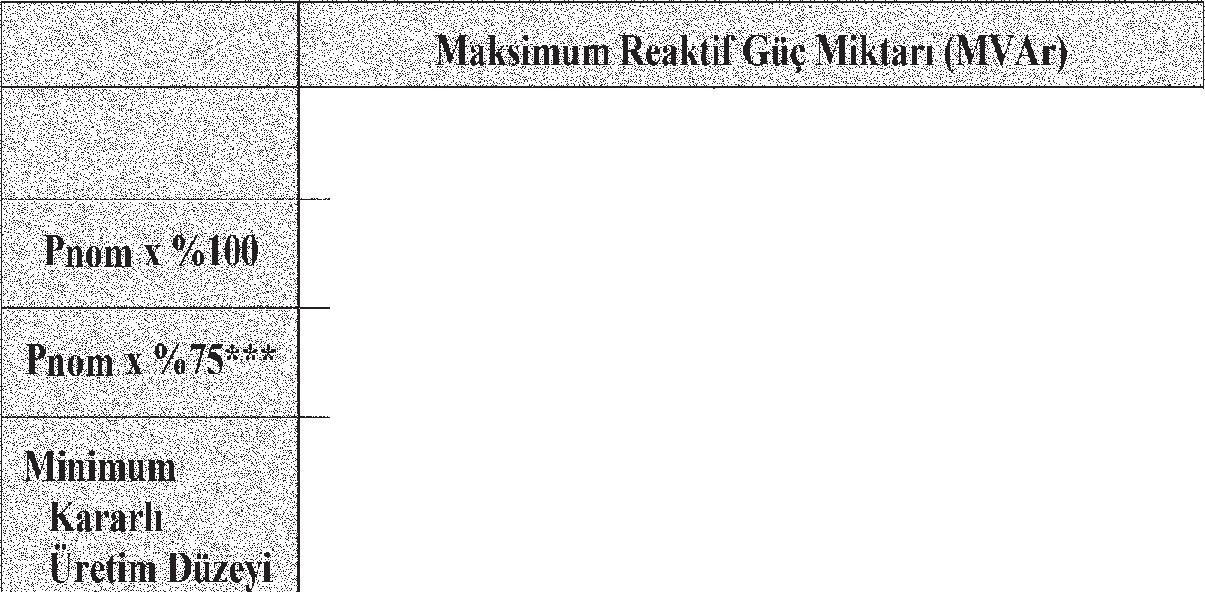 Maksimum Reaktif Güç Miktarı (MVAr)
Pnom x %100
Pnom x %75***
Minimum
Kararlı
Üretim Düzeyi